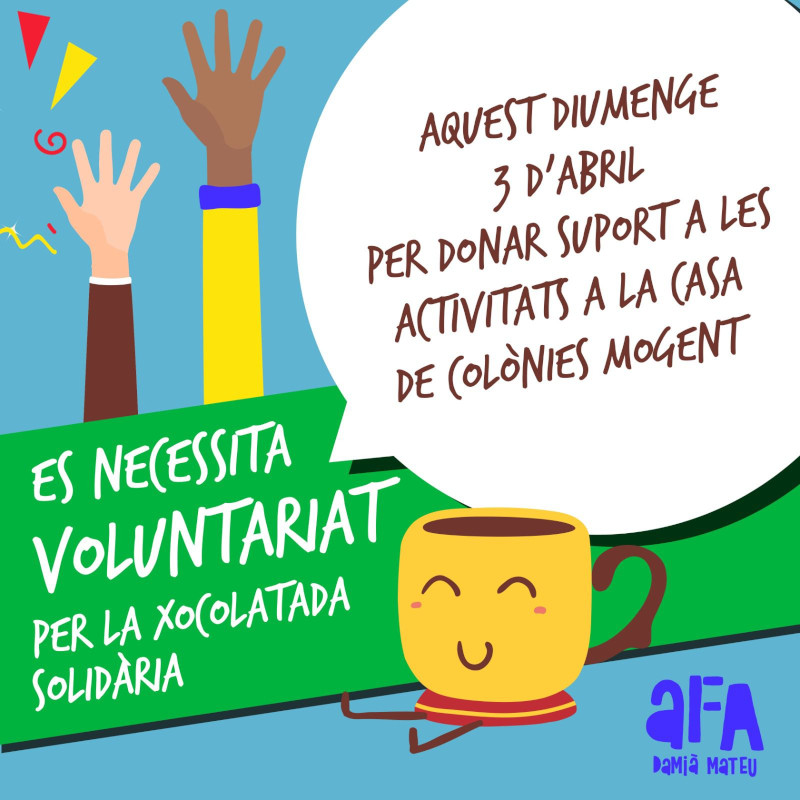 AQUEST DIUMENGE
3 D'ABRIL
PER DONAR SUPORT A LES
ACTIVITATS A LA CASA
DE COLÒNIES MOGENT
ES NECESSITA
VOLUNTARIAT
PER LA XOCOLATADA
SOLIDÀRIA
aFA
DAMIÀ MATEU